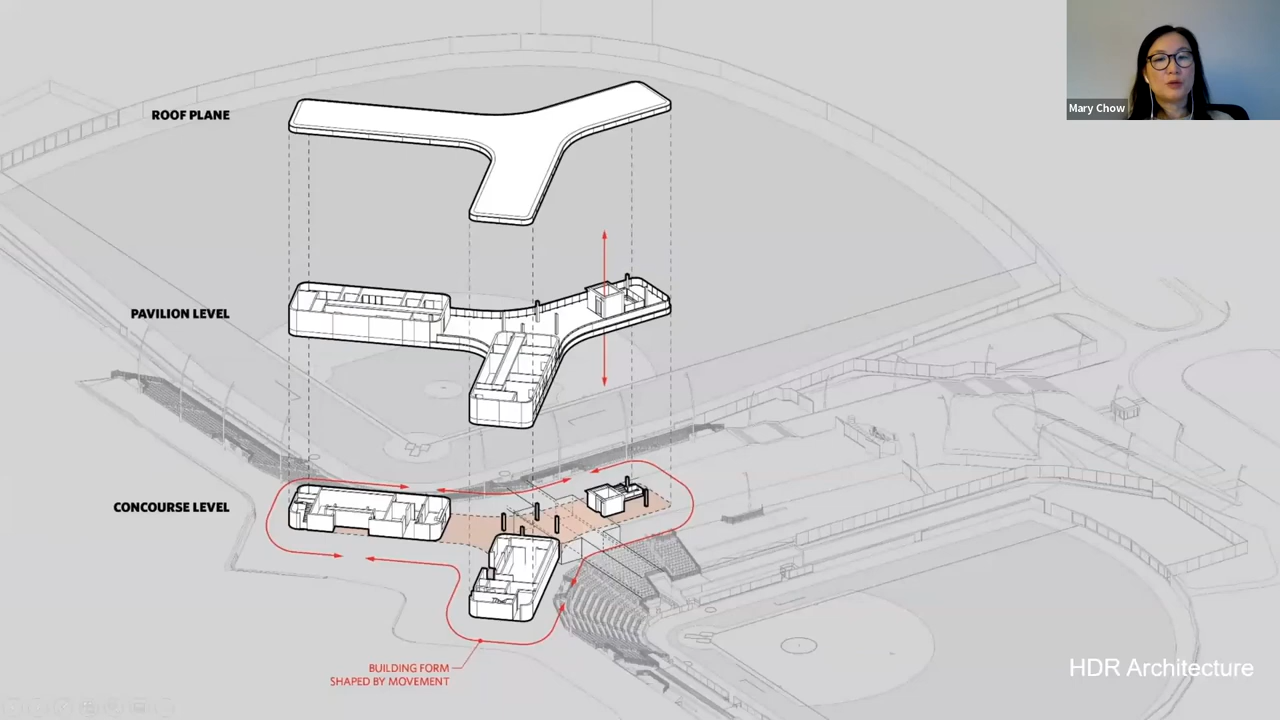 ROOF PLANE
Mary Chow
PAVILION LEVEL
CONCOURSE LEVEL
BUILDING FORM
SHAPED BY MOVEMENT
HDR Architecture